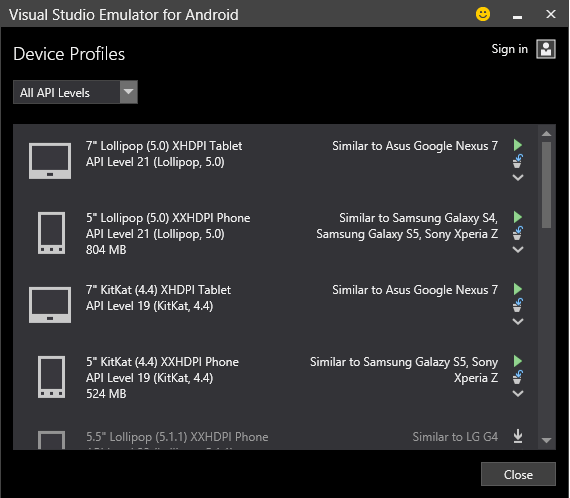 Visual Studio Emulator for Android
Device Profiles
Sign in
All API Levels
7" Lollipop (5.0) XHDPI Tablet
API Level 21 (Lollipop, 5.0)
Similar to Asus Google Nexus 7
5" Lollipop (5.0) XXHDPI Phone
API Level 21 (Lollipop, 5.0)
804 MB
Similar to Samsung Galaxy S4,
Samsung Galaxy S5, Sony Xperia Z
7" KitKat (4.4) XHDPI Tablet
API Level 19 (KitKat, 4.4)
Similar to Asus Google Nexus 7
5" KitKat (4.4) XXHDPI Phone
API Level 19 (KitKat, 4.4)
524 MB
Similar to Samsung Galazy S5, Sony
Xperia Z
5.5" Lollipop (5.1.1) XXHDPI Phone
Similar to LG G4
Close